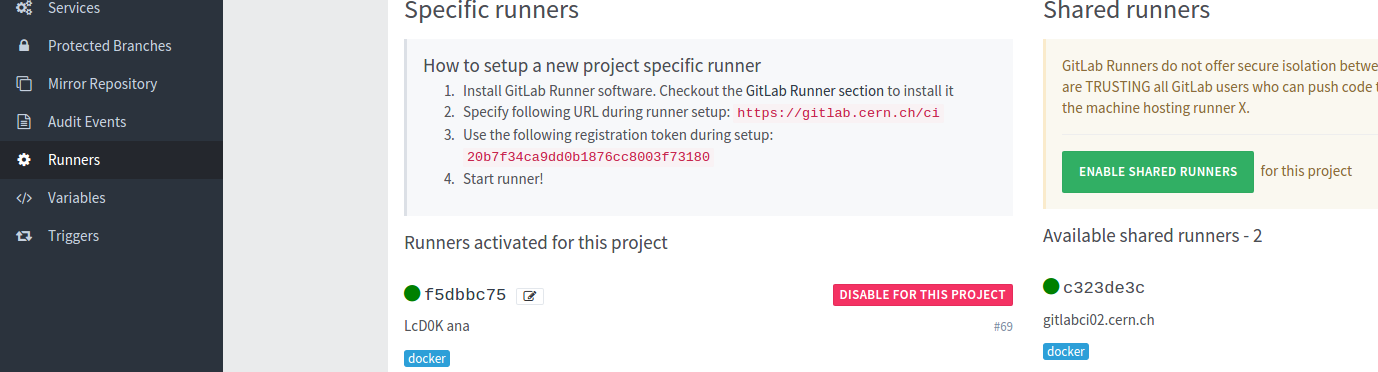 Services
Protected Branches
Mirror Repository
Audit Events
Runners
Variables
Triggers
Specific runners
How to setup a new project specific runner
1. Install GitLab Runner software. Checkout the GitLab Runner section to install it
2. Specify following URL during runner setup: https://gitlab.cern.ch/ci
3. Use the following registration token during setup:
20b7f34ca9dd0b1876cc8003f73180
4. Start runner!
Runners activated for this project
f5dbbc75
DISABLE FOR THIS PROJECT
LcD0K ana
#69
docker
Shared runners
GitLab Runners do not offer secure isolation betwe
are TRUSTING all GitLab users who can push code t
the machine hosting runner X.
ENABLE SHARED RUNNERS for this project
Available shared runners - 2
c323de3c
gitlabci02.cern.ch
docker